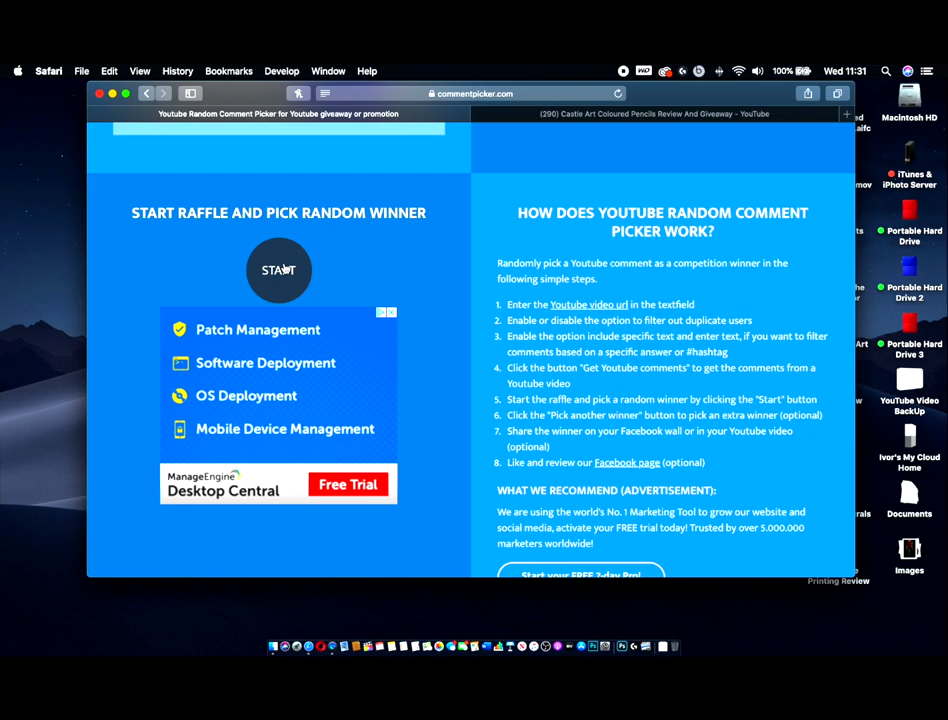 Safari File Edit View History Bookmarks Develop Window Help
100% Wed 11:31
commentpicker.com
Youtube Random Comment Picker for Youtube giveaway or promotion
(290) Castle Art Coloured Pencils Review And Giveaway - YouTube
START RAFFLE AND PICK RANDOM WINNER
START
Patch Management
Software Deployment
OS Deployment
Mobile Device Management
ManageEngine
Desktop Central
Free Trial
HOW DOES YOUTUBE RANDOM COMMENT
PICKER WORK?
Randomly pick a Youtube comment as a competition winner in the
following simple steps.
1. Enter the Youtube video url in the textfield
2. Enable or disable the option to filter out duplicate users
3. Enable the option include specific text and enter text, if you want to filter
comments based on a specific answer or #hashtag
4. Click the button "Get Youtube comments" to get the comments from a
Youtube video
5. Start the raffle and pick a random winner by clicking the "Start" button
6. Click the "Pick another winner" button to pick an extra winner (optional)
7. Share the winner on your Facebook wall or in your Youtube video
(optional)
8. Like and review our Facebook page (optional)
WHAT WE RECOMMEND (ADVERTISEMENT):
We are using the world's No. 1 Marketing Tool to grow our website and
social media, activate your FREE trial today! Trusted by over 5.000.000
marketers worldwide!
Start your FREE 7-day Pro!
Macintosh HD
iTunes &
iPhoto Server
Portable Hard
Drive
Portable Hard
Drive 2
Portable Hard
Drive 3
YouTube Video
BackUp
Ivor's My Cloud
Home
Documents
Images
Printing Review